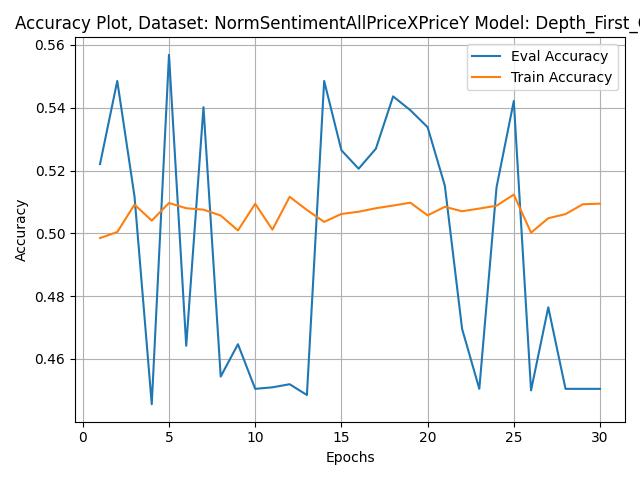 Accuracy Plot, Dataset: NormSentimentAllPriceXPriceY Model: Depth_First_
Eval Accuracy
Train Accuracy
Accuracy
0.56
0.54
0.52
0.50
0.48
0.46
0 5 10 15 20 25 30
Epochs